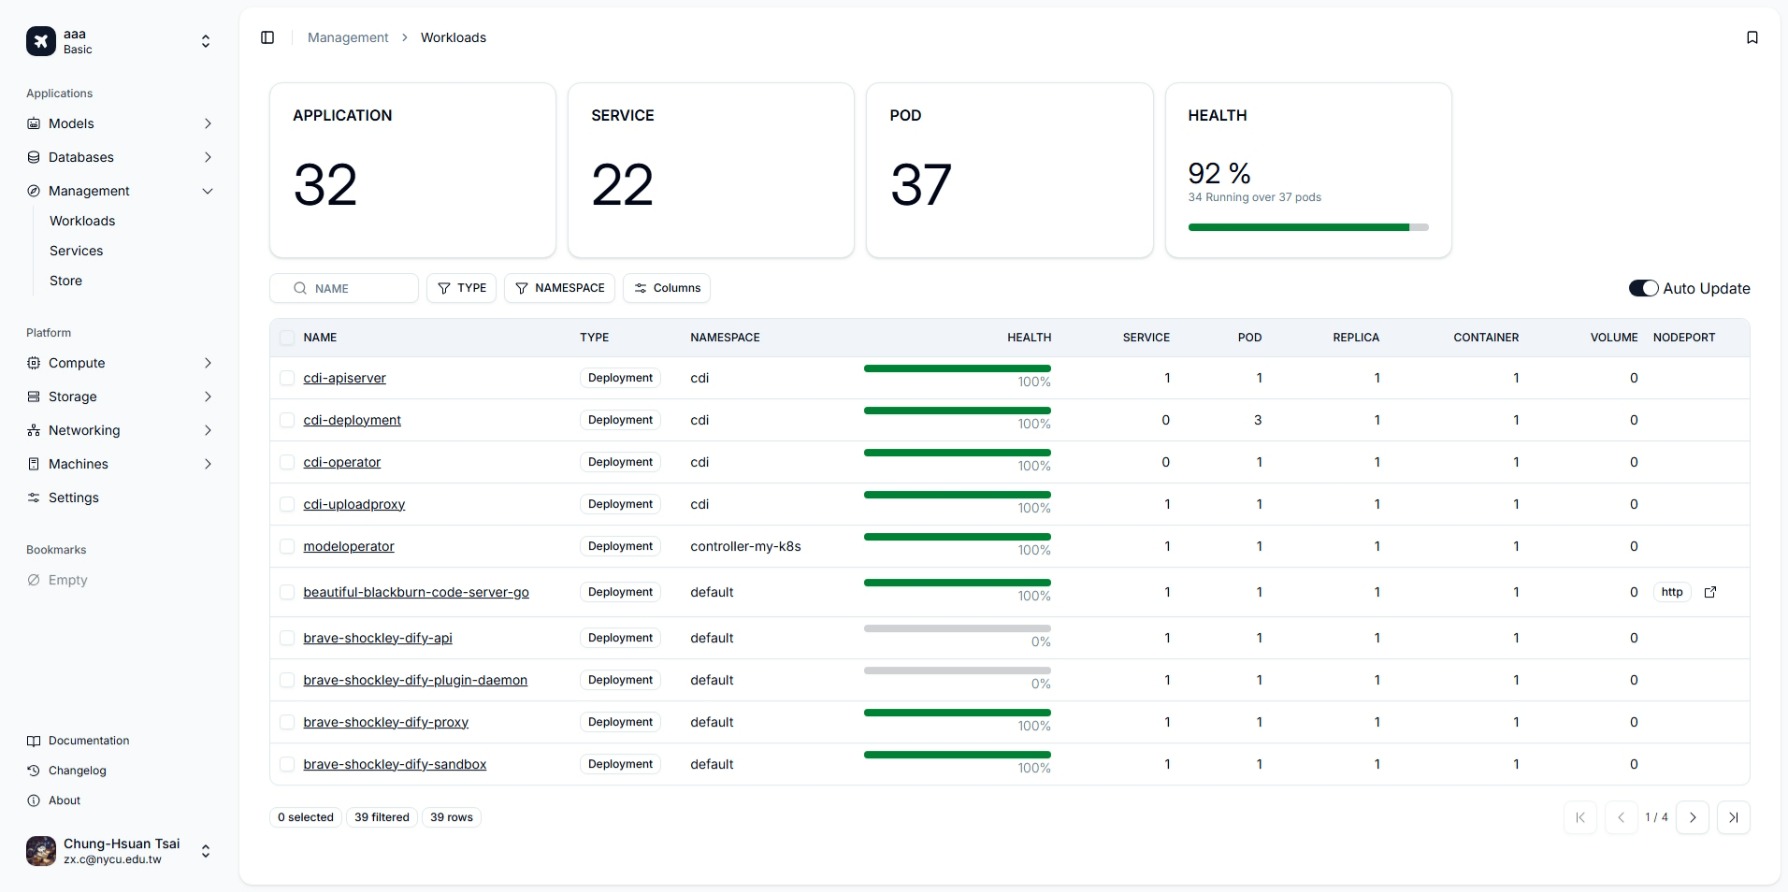 aaa
Basic
Applications
Models
Databases
Management
Workloads
Services
Store
Platform
Compute
Storage
Networking
Machines
Settings
Bookmarks
Empty
Documentation
Changelog
About
Chung-Hsuan Tsai
zx.c@nycu.edu.tw
Management > Workloads
APPLICATION
32
SERVICE
22
POD
37
HEALTH
92 %
34 Running over 37 pods
NAME TYPE NAMESPACE Columns Auto Update
NAME TYPE NAMESPACE HEALTH SERVICE POD REPLICA CONTAINER VOLUME NODEPORT
cdi-apiserver Deployment cdi 100% 1 1 1 1 0
cdi-deployment Deployment cdi 100% 0 3 1 1 0
cdi-operator Deployment cdi 100% 0 1 1 1 0
cdi-uploadproxy Deployment cdi 100% 1 1 1 1 0
modeloperator Deployment controller-my-k8s 100% 1 1 1 1 0
beautiful-blackburn-code-server-go Deployment default 100% 1 1 1 1 0 http
brave-shockley-dify-api Deployment default 0% 1 1 1 1 0
brave-shockley-dify-plugin-daemon Deployment default 0% 1 1 1 1 0
brave-shockley-dify-proxy Deployment default 100% 1 1 1 1 0
brave-shockley-dify-sandbox Deployment default 100% 1 1 1 1 0
0 selected 39 filtered 39 rows 1 / 4